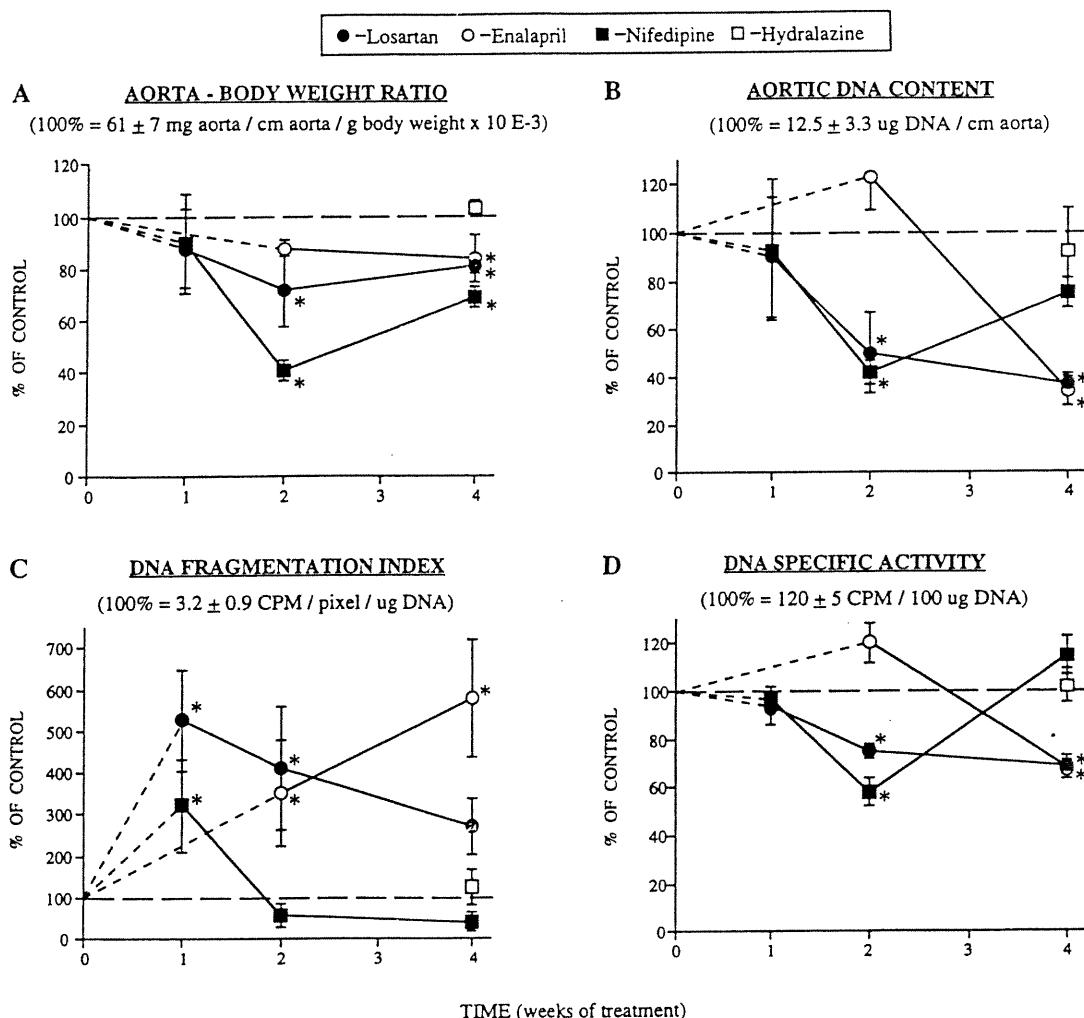 ●–Losartan ○–Enalapril ■–Nifedipine □–Hydralazine
A
AORTA - BODY WEIGHT RATIO
(100% = 61 ± 7 mg aorta / cm aorta / g body weight x 10 E-3)
% OF CONTROL
120
100
80
60
40
20
0
0 1 2 3 4
*
*
*
*
*
B
AORTIC DNA CONTENT
(100% = 12.5 ± 3.3 ug DNA / cm aorta)
% OF CONTROL
120
100
80
60
40
20
0
0 1 2 3 4
*
*
*
*
C
DNA FRAGMENTATION INDEX
(100% = 3.2 ± 0.9 CPM / pixel / ug DNA)
% OF CONTROL
700
600
500
400
300
200
100
0
0 1 2 3 4
*
*
*
*
*
D
DNA SPECIFIC ACTIVITY
(100% = 120 ± 5 CPM / 100 ug DNA)
% OF CONTROL
120
100
80
60
40
20
0
0 1 2 3 4
*
*
*
*
TIME (weeks of treatment)